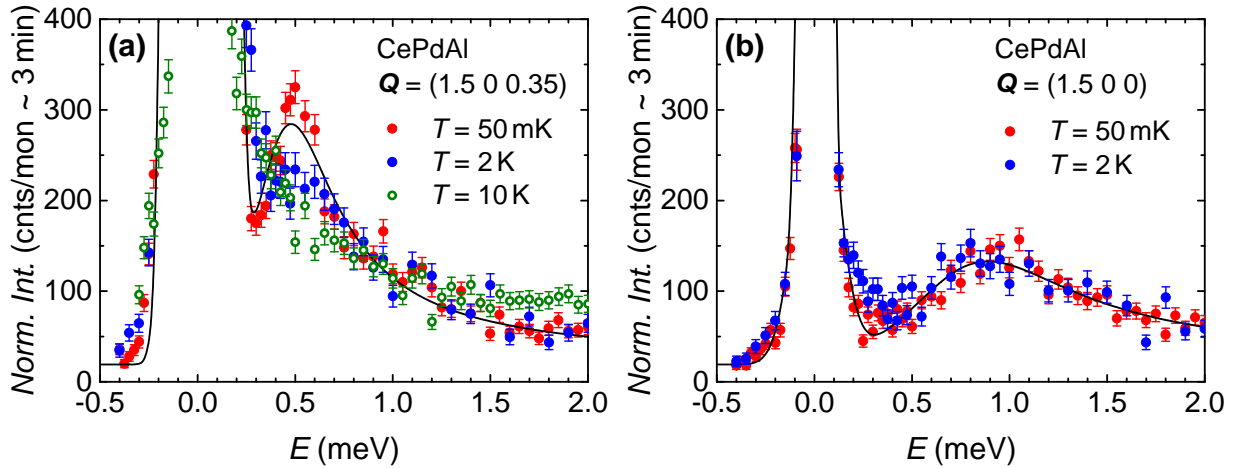 (a)
CePdAl
Q = (1.5 0 0.35)
T = 50 mK
T = 2 K
T = 10 K
Norm. Int. (cnts/mon ~ 3 min)
400
300
200
100
0
-0.5 0.0 0.5 1.0 1.5 2.0
E (meV)
(b)
CePdAl
Q = (1.5 0 0)
T = 50 mK
T = 2 K
Norm. Int. (cnts/mon ~ 3 min)
400
300
200
100
0
-0.5 0.0 0.5 1.0 1.5 2.0
E (meV)